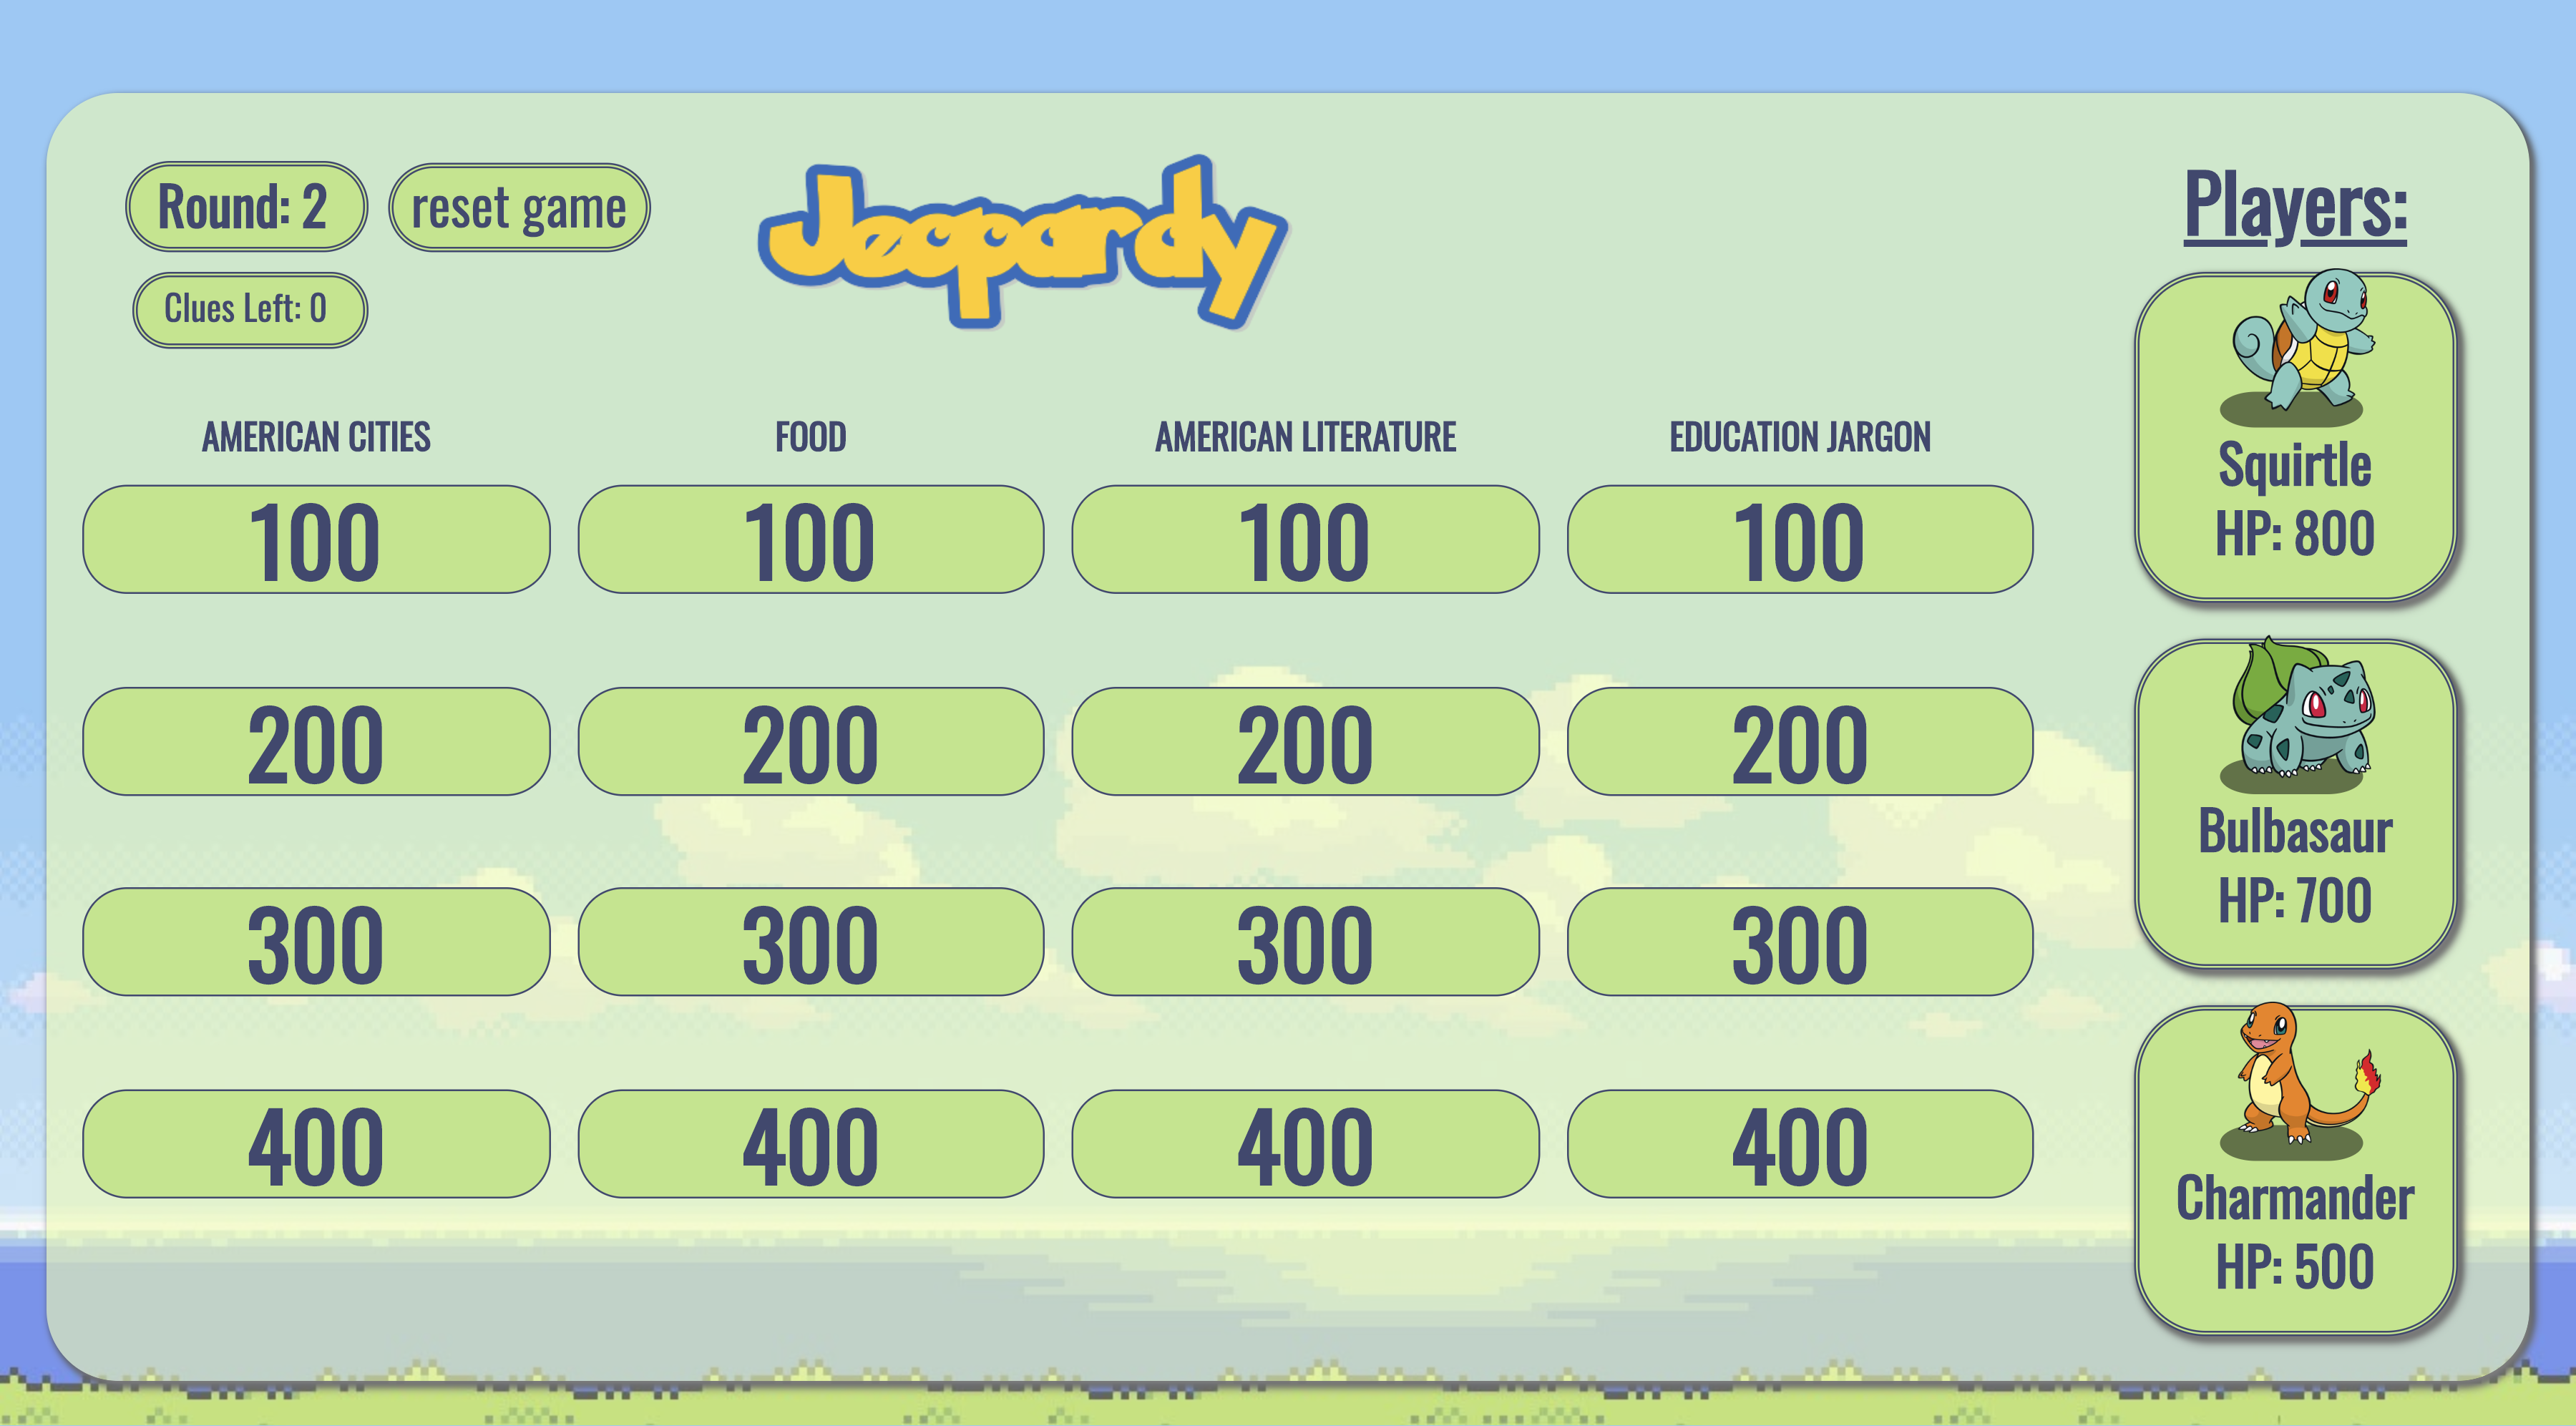 Round: 2
reset game
Clues Left: 0
Jeopardy
Players:
AMERICAN CITIES
FOOD
AMERICAN LITERATURE
EDUCATION JARGON
100
100
100
100
200
200
200
200
300
300
300
300
400
400
400
400
Squirtle
HP: 800
Bulbasaur
HP: 700
Charmander
HP: 500